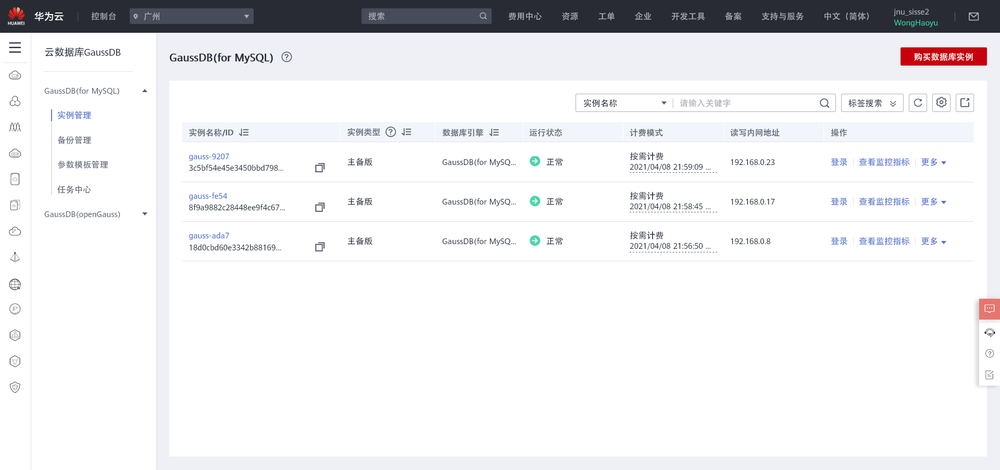 HUAWEI
华为云
控制台
广州
搜索
费用中心
资源
工单
企业
开发工具
备案
支持与服务
中文（简体）
jnu_sisse2
WongHaoyu
云数据库GaussDB
GaussDB(for MySQL)
实例管理
备份管理
参数模板管理
任务中心
GaussDB(openGauss)
GaussDB(for MySQL)
购买数据库实例
实例名称
请输入关键字
标签搜索
实例名称/ID
实例类型
数据库引擎
运行状态
计费模式
读写内网地址
操作
gauss-9207
3c5bf54e45e3450bbd798...
主备版
GaussDB(for MySQ...
正常
按需计费
2021/04/08 21:59:09 ...
192.168.0.23
登录
查看监控指标
更多
gauss-fe54
8f9a9882c28448ee9f4c67...
主备版
GaussDB(for MySQ...
正常
按需计费
2021/04/08 21:58:45 ...
192.168.0.17
登录
查看监控指标
更多
gauss-ada7
18d0cbd60e3342b88169...
主备版
GaussDB(for MySQ...
正常
按需计费
2021/04/08 21:56:50 ...
192.168.0.8
登录
查看监控指标
更多
IP